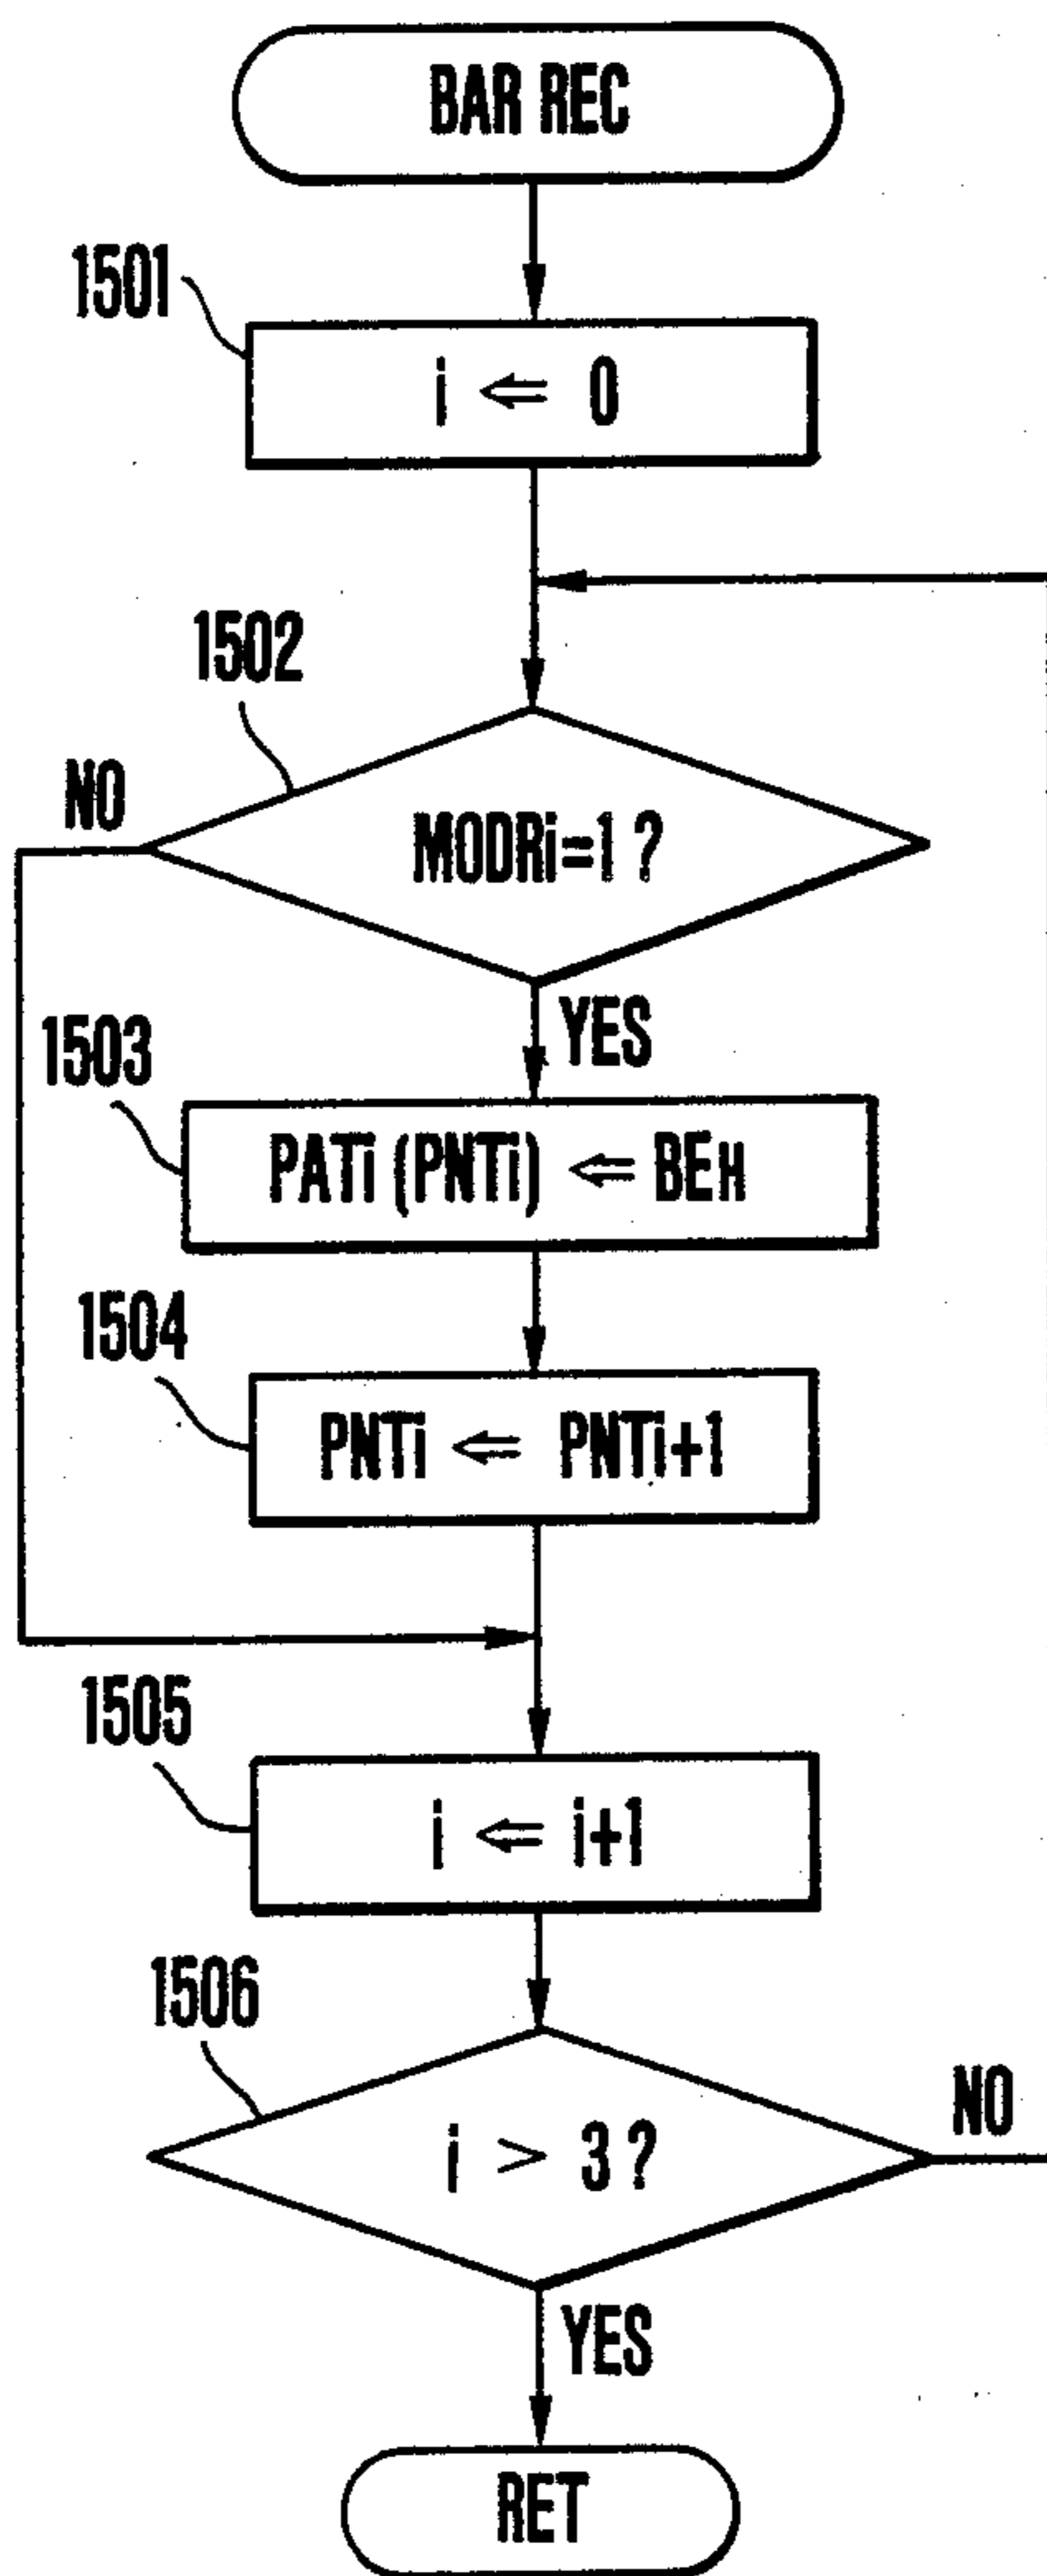 BAR REC
1501
i ⇐ 0
1502
NO
MODRi=1 ?
YES
1503
PATi (PNTi) ⇐ BEH
1504
PNTi ⇐ PNTi+1
1505
i ⇐ i+1
1506
i > 3 ?
NO
YES
RET